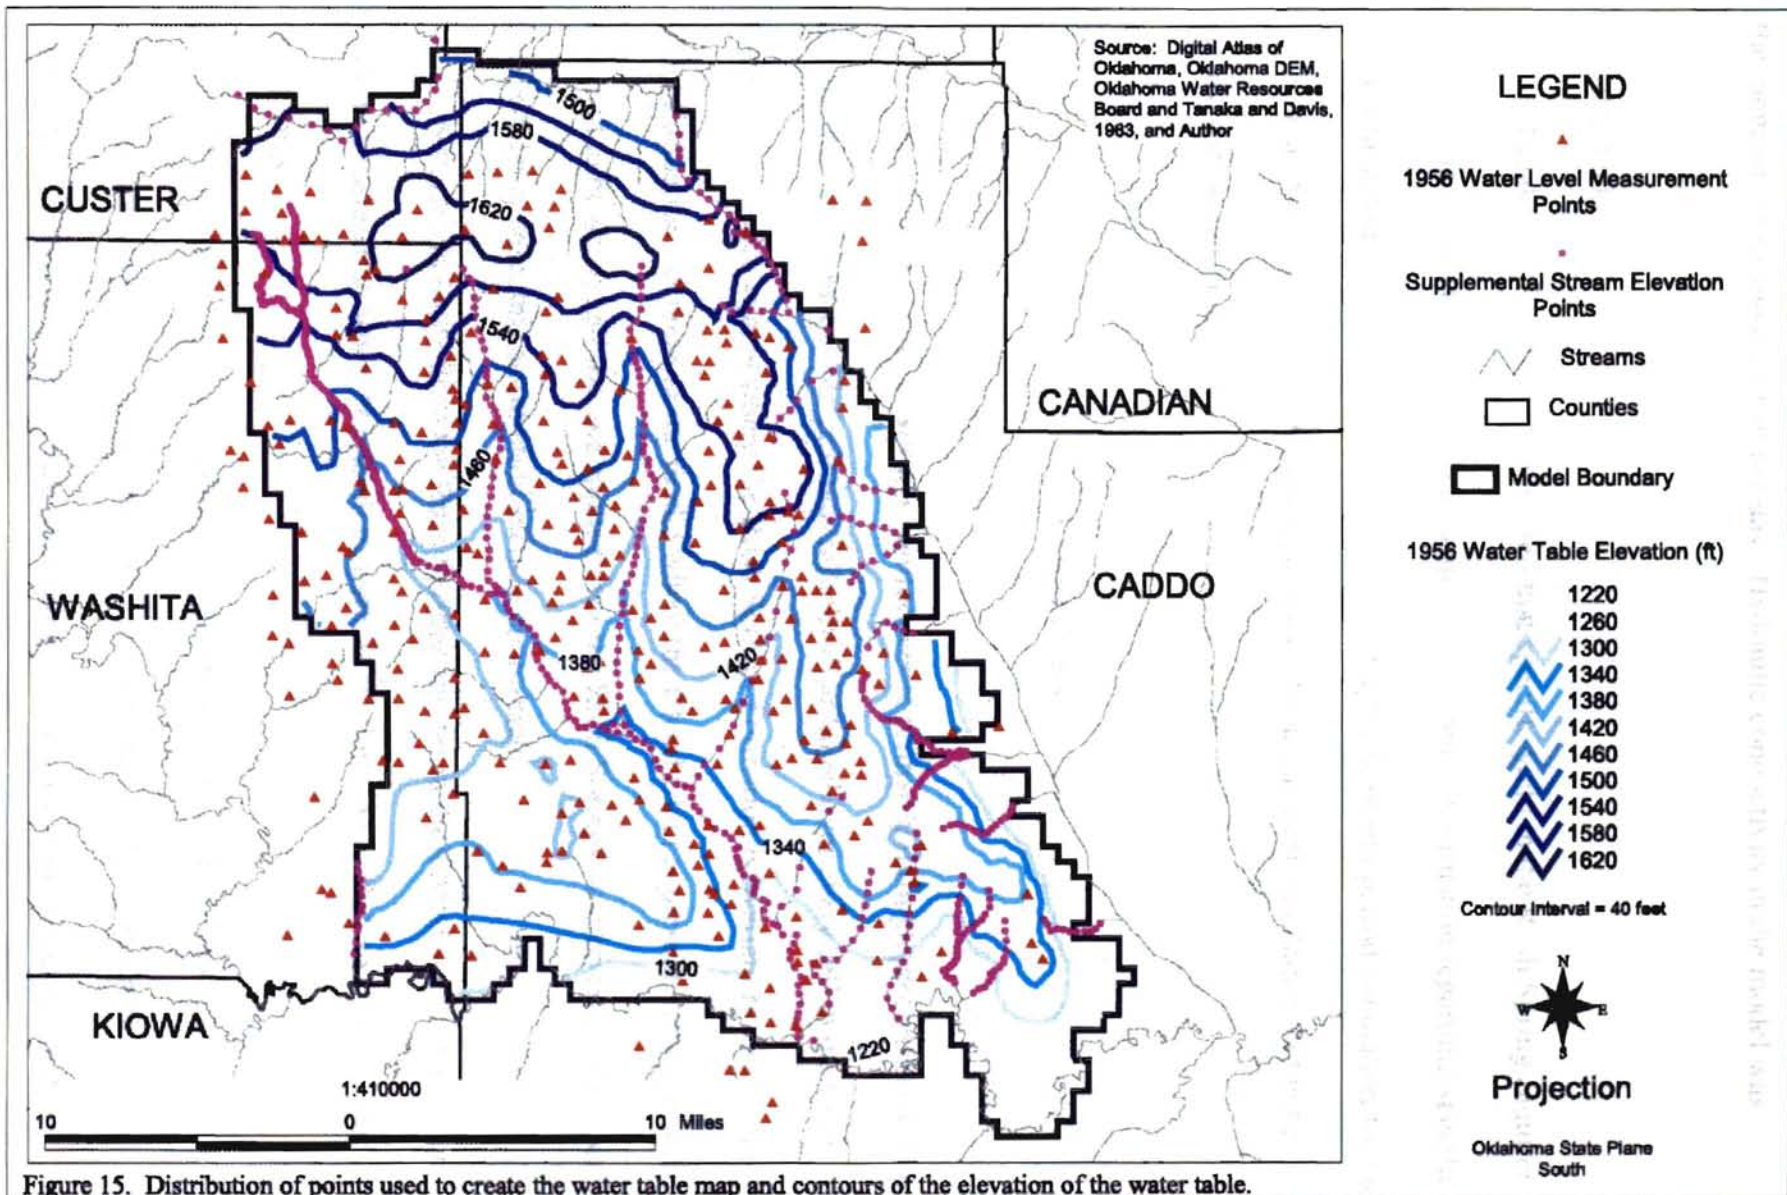 Source: Digital Atlas of
Oklahoma, Oklahoma DEM,
Oklahoma Water Resources
Board and Tanaka and Davis,
1963, and Author
CUSTER
WASHITA
KIOWA
CANADIAN
CADDO
1500
1580
1620
1540
1460
1380
1420
1340
1300
1220
1:410000
10 0 10 Miles
LEGEND
1956 Water Level Measurement
Points
Supplemental Stream Elevation
Points
Streams
Counties
Model Boundary
1956 Water Table Elevation (ft)
1220
1260
1300
1340
1380
1420
1460
1500
1540
1580
1620
Contour Interval = 40 feet
N
W E
S
Projection
Oklahoma State Plane
South
Figure 15. Distribution of points used to create the water table map and contours of the elevation of the water table.